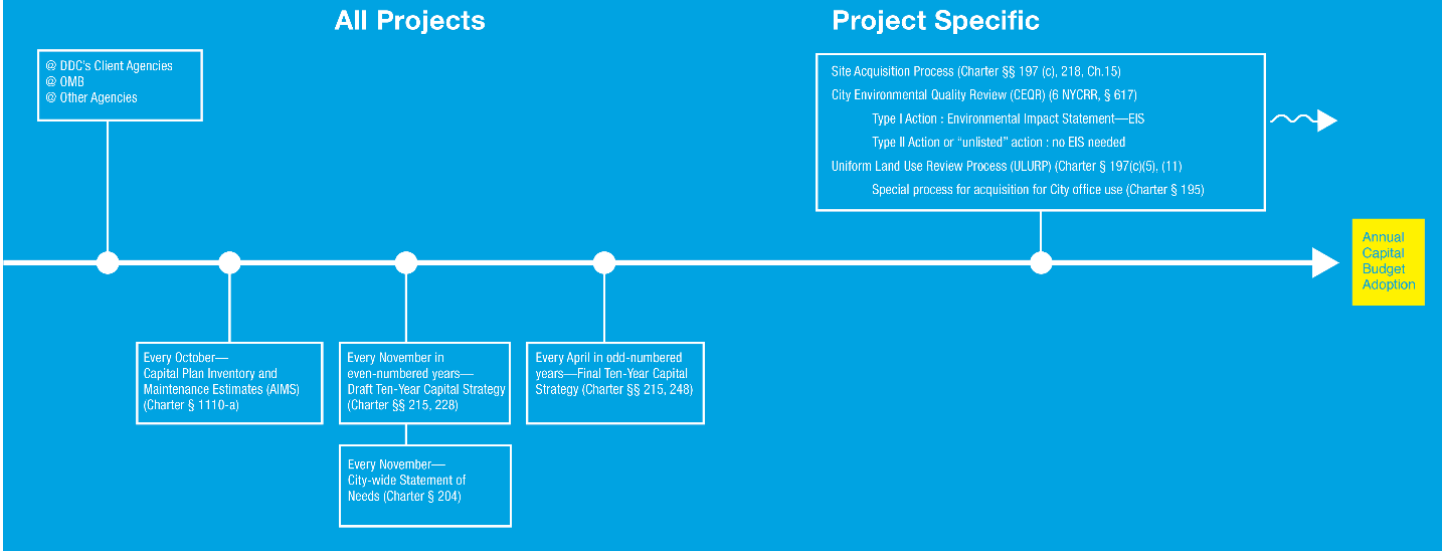 All Projects
Project Specific
@ DDC's Client Agencies
@ OMB
@ Other Agencies
Site Acquisition Process (Charter §§ 197 (c), 218, Ch.15)
City Environmental Quality Review (CEQR) (6 NYCRR, § 617)
Type I Action : Environmental Impact Statement—EIS
Type II Action or “unlisted” action : no EIS needed
Uniform Land Use Review Process (ULURP) (Charter § 197(c)(5), (11)
Special process for acquisition for City office use (Charter § 195)
Annual
Capital
Budget
Adoption
Every October—
Capital Plan Inventory and
Maintenance Estimates (AIMS)
(Charter § 1110-a)
Every November in
even-numbered years—
Draft Ten-Year Capital Strategy
(Charter §§ 215, 228)
Every April in odd-numbered
years—Final Ten-Year Capital
Strategy (Charter §§ 215, 248)
Every November—
City-wide Statement of
Needs (Charter § 204)